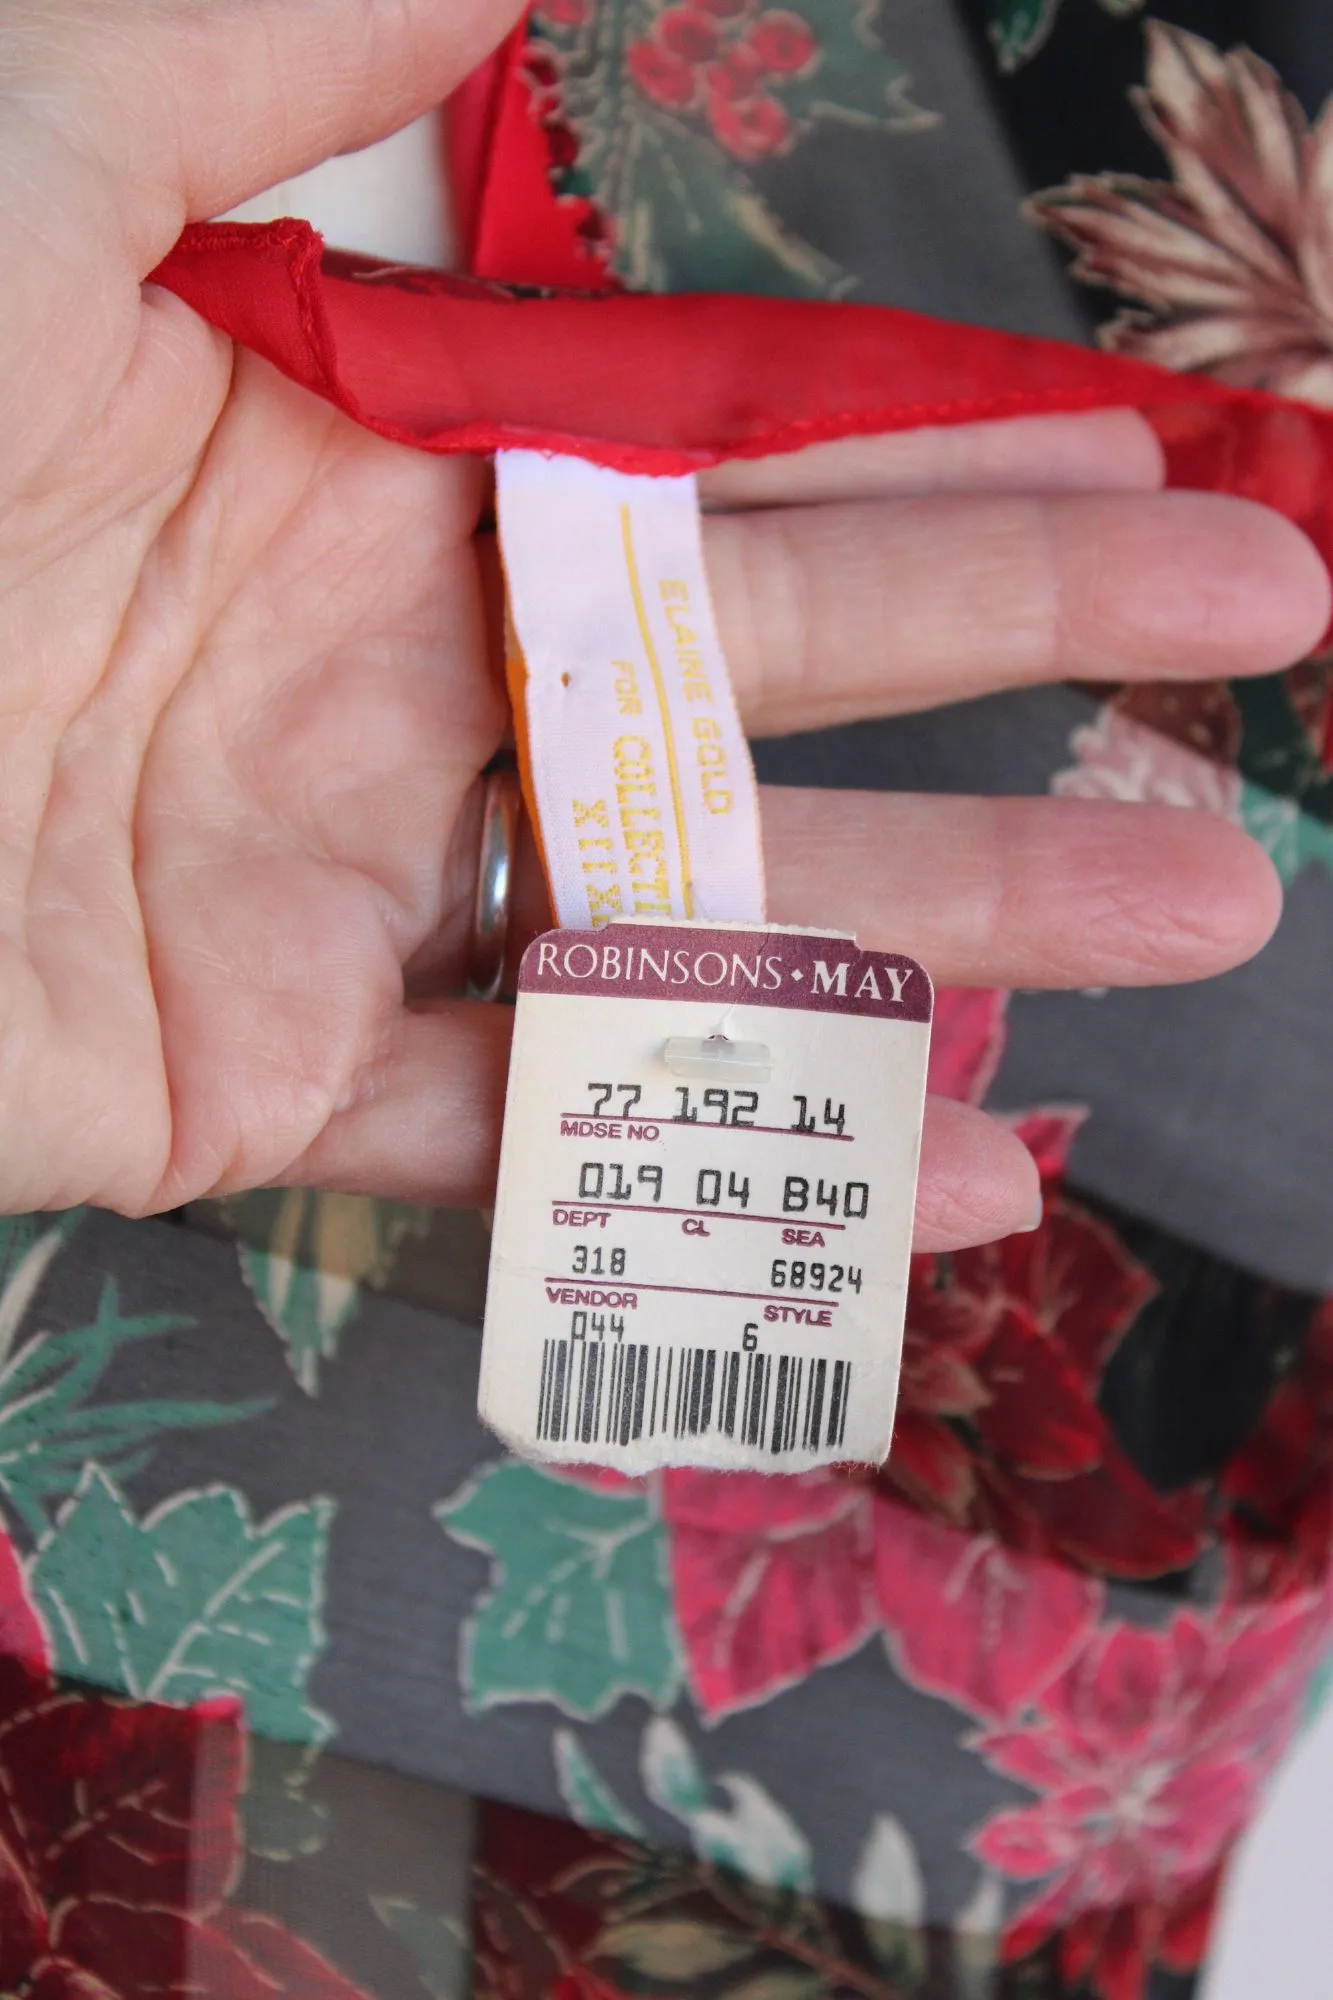 ELAINE GOLD
FOR COLLECTI
XIIX
ROBINSONS • MAY
77 192 14
MDSE NO
019 04 B40
DEPT CL SEA
318 68924
VENDOR STYLE
044 6